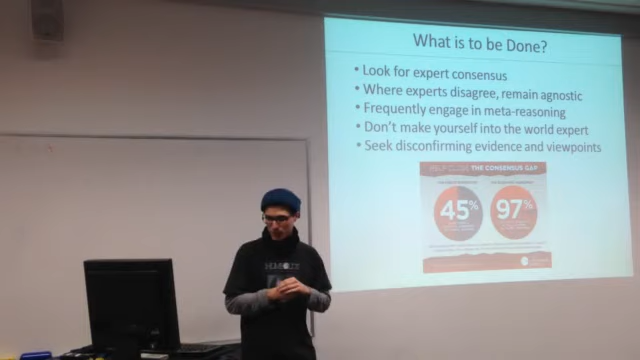 What is to be Done?
• Look for expert consensus
• Where experts disagree, remain agnostic
• Frequently engage in meta-reasoning
• Don't make yourself into the world expert
• Seek disconfirming evidence and viewpoints
THE CONSENSUS GAP
45% 97%